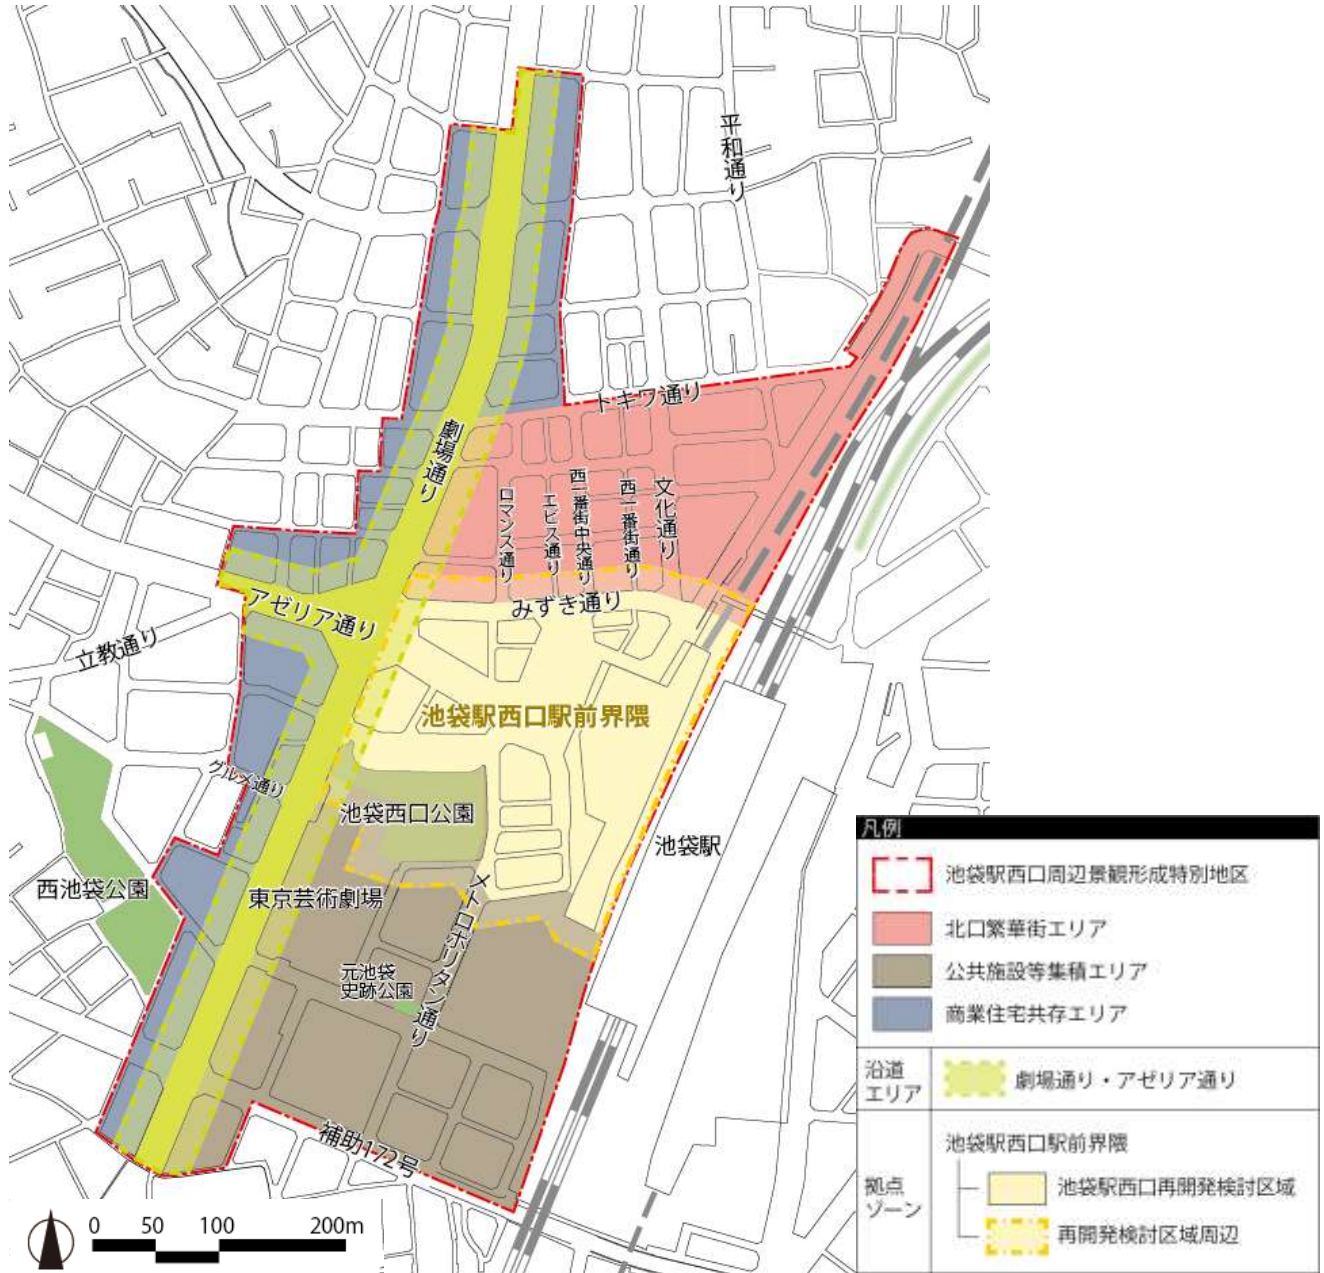 平和通り
トキワ通り
劇場通り
ロマンス通り
エビス通り
西一番街中央通り
西一番街通り
文化通り
みずき通り
アゼリア通り
立教通り
池袋駅西口駅前界隈
グルメ通り
池袋西口公園
池袋駅
西池袋公園
東京芸術劇場
メトロポリタン通り
元池袋
史跡公園
補助172号
0 50 100 200m
凡例
池袋駅西口周辺景観形成特別地区
北口繁華街エリア
公共施設等集積エリア
商業住宅共存エリア
沿道
エリア
劇場通り・アゼリア通り
池袋駅西口駅前界隈
拠点
ゾーン
池袋駅西口再開発検討区域
再開発検討区域周辺